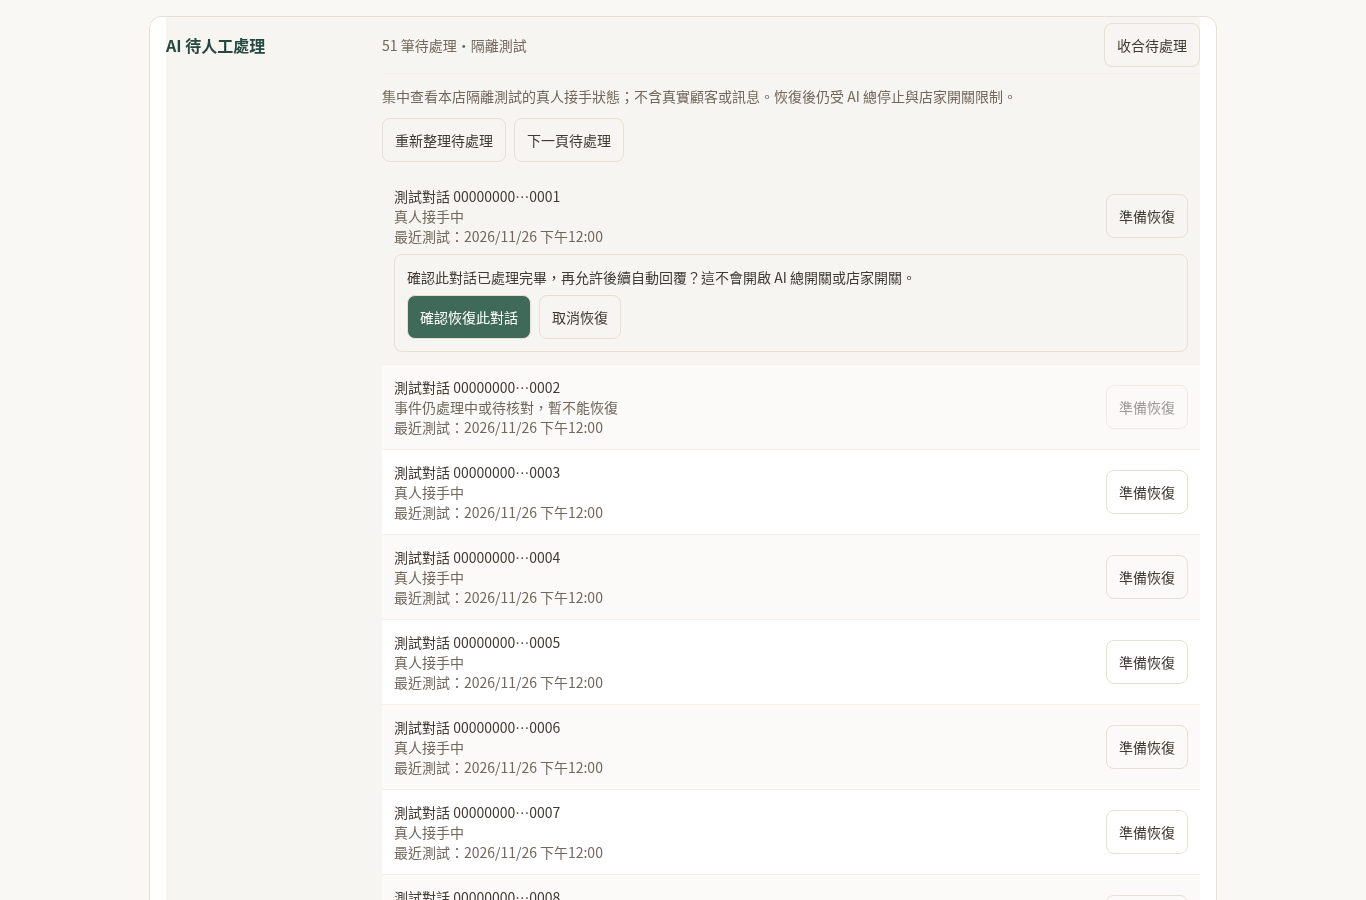 AI 待人工處理
51 筆待處理・隔離測試
收合待處理
集中查看本店隔離測試的真人接手狀態；不含真實顧客或訊息。恢復後仍受 AI 總停止與店家開關限制。
重新整理待處理
下一頁待處理
測試對話 00000000…0001
真人接手中
最近測試：2026/11/26 下午12:00
準備恢復
確認此對話已處理完畢，再允許後續自動回覆？這不會開啟 AI 總開關或店家開關。
確認恢復此對話
取消恢復
測試對話 00000000…0002
事件仍處理中或待核對，暫不能恢復
最近測試：2026/11/26 下午12:00
準備恢復
測試對話 00000000…0003
真人接手中
最近測試：2026/11/26 下午12:00
準備恢復
測試對話 00000000…0004
真人接手中
最近測試：2026/11/26 下午12:00
準備恢復
測試對話 00000000…0005
真人接手中
最近測試：2026/11/26 下午12:00
準備恢復
測試對話 00000000…0006
真人接手中
最近測試：2026/11/26 下午12:00
準備恢復
測試對話 00000000…0007
真人接手中
最近測試：2026/11/26 下午12:00
準備恢復
測試對話 00000000…0008